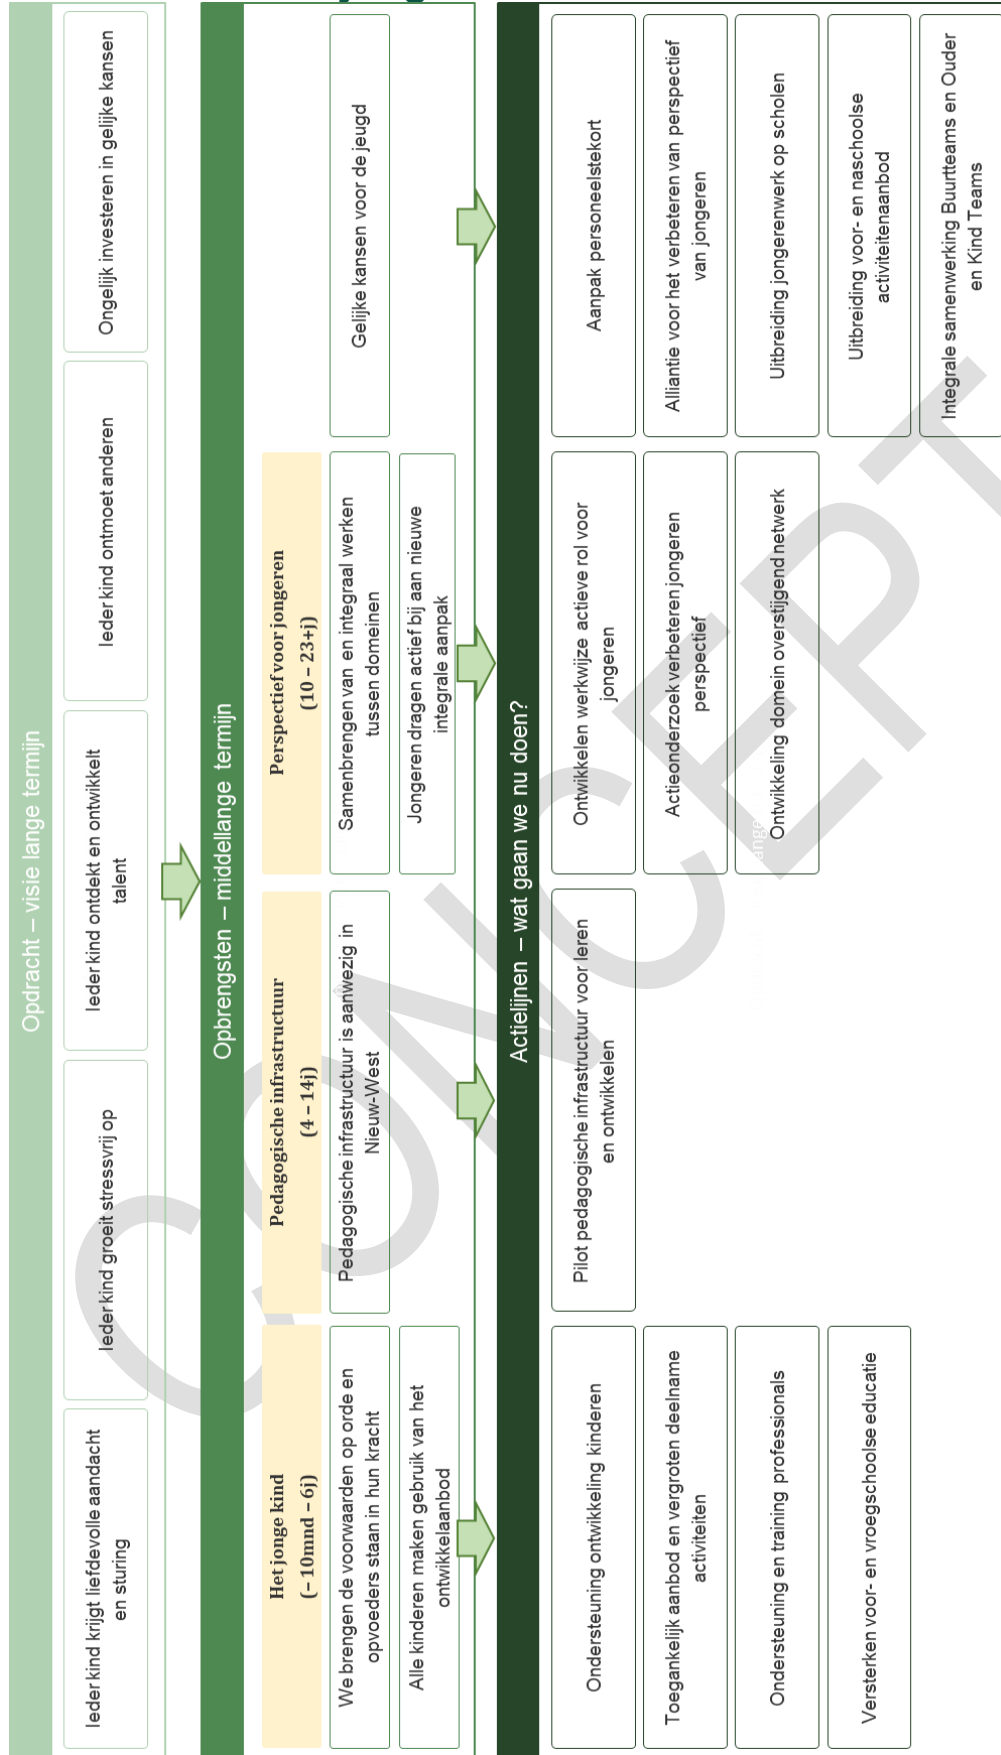 Opdracht – visie lange termijn
Ieder kind krijgt liefdevolle aandacht
en sturing
Ieder kind groeit stressvrij op
Ieder kind ontdekt en ontwikkelt
talent
Ieder kind ontmoet anderen
Ongelijk investeren in gelijke kansen
Opbrengsten – middellange termijn
Het jonge kind
(– 10mnd – 6j)
We brengen de voorwaarden op orde en
opvoeders staan in hun kracht
Alle kinderen maken gebruik van het
ontwikkelaanbod
Pedagogische infrastructuur
(4 – 14j)
Pedagogische infrastructuur is aanwezig in
Nieuw-West
Perspectief voor jongeren
(10 – 23+j)
Samenbrengen van en integraal werken
tussen domeinen
Jongeren dragen actief bij aan nieuwe
integrale aanpak
Gelijke kansen voor de jeugd
Actielijnen – wat gaan we nu doen?
Ondersteuning ontwikkeling kinderen
Toegankelijk aanbod en vergroten deelname
activiteiten
Ondersteuning en training professionals
Versterken voor- en vroegschoolse educatie
Pilot pedagogische infrastructuur voor leren
en ontwikkelen
Ontwikkelen werkwijze actieve rol voor
jongeren
Actieonderzoek verbeteren jongeren
perspectief
Ontwikkeling domein overstijgend netwerk
Aanpak personeelstekort
Alliantie voor het verbeteren van perspectief
van jongeren
Uitbreiding jongerenwerk op scholen
Uitbreiding voor- en naschoolse
activiteitenaanbod
Integrale samenwerking Buurtteams en Ouder
en Kind Teams
CONCEPT